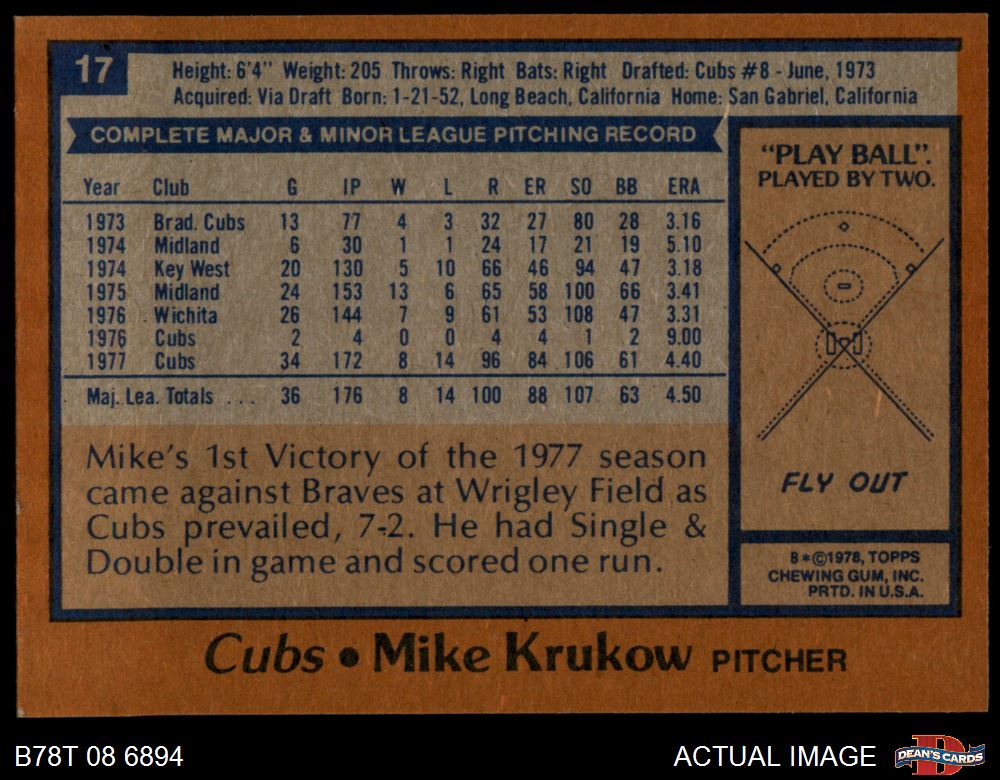 17
Height: 6'4" Weight: 205 Throws: Right Bats: Right Drafted: Cubs #8 - June, 1973
Acquired: Via Draft Born: 1-21-52, Long Beach, California Home: San Gabriel, California
COMPLETE MAJOR & MINOR LEAGUE PITCHING RECORD
Year Club G IP W L R ER SO BB ERA
1973 Brad. Cubs 13 77 4 3 32 27 80 28 3.16
1974 Midland 6 30 1 1 24 17 21 19 5.10
1974 Key West 20 130 5 10 66 46 94 47 3.18
1975 Midland 24 153 13 6 65 58 100 66 3.41
1976 Wichita 26 144 7 9 61 53 108 47 3.31
1976 Cubs 2 4 0 0 4 4 1 2 9.00
1977 Cubs 34 172 8 14 96 84 106 61 4.40
Maj. Lea. Totals ... 36 176 8 14 100 88 107 63 4.50
Mike's 1st Victory of the 1977 season
came against Braves at Wrigley Field as
Cubs prevailed, 7-2. He had Single &
Double in game and scored one run.
"PLAY BALL".
PLAYED BY TWO.
FLY OUT
B*©1978, TOPPS
CHEWING GUM, INC.
PRTD. IN U.S.A.
Cubs • Mike Krukow PITCHER
B78T 08 6894
ACTUAL IMAGE
D
DEAN'S CARDS